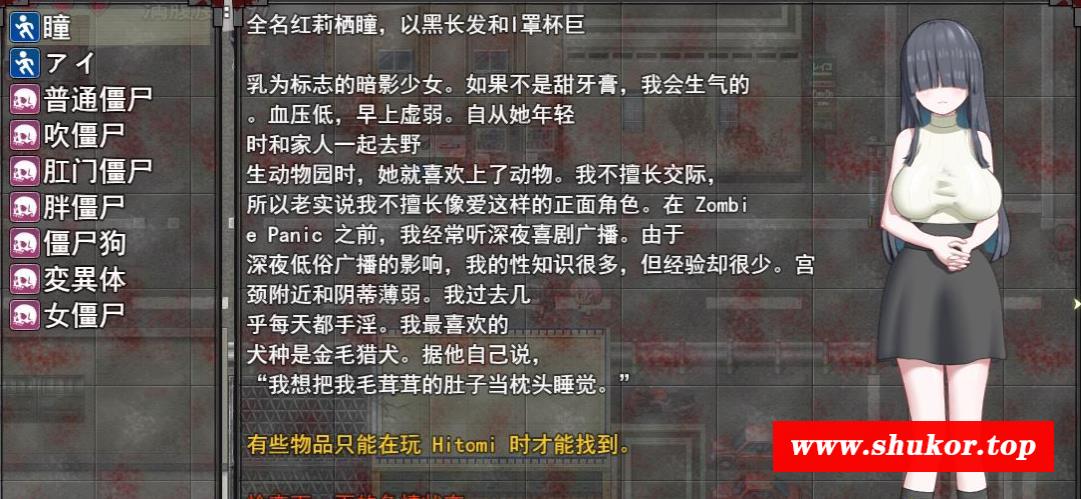 瞳
アイ
普通僵尸
吹僵尸
肛门僵尸
胖僵尸
僵尸狗
变異体
女僵尸
全名红莉栖瞳，以黑长发和I罩杯巨
乳为标志的暗影少女。如果不是甜牙膏，我会生气的
。血压低，早上虚弱。自从她年轻
时和家人一起去野
生动物园时，她就喜欢上了动物。我不擅长交际，
所以老实说我不擅长像爱这样的正面角色。在 Zombi
e Panic 之前，我经常听深夜喜剧广播。由于
深夜低俗广播的影响，我的性知识很多，但经验却很少。宫
颈附近和阴蒂薄弱。我过去几
乎每天都手淫。我最喜欢的
犬种是金毛猎犬。据他自己说，
“我想把我毛茸茸的肚子当枕头睡觉。”
有些物品只能在玩 Hitomi 时才能找到。
www.shukor.top